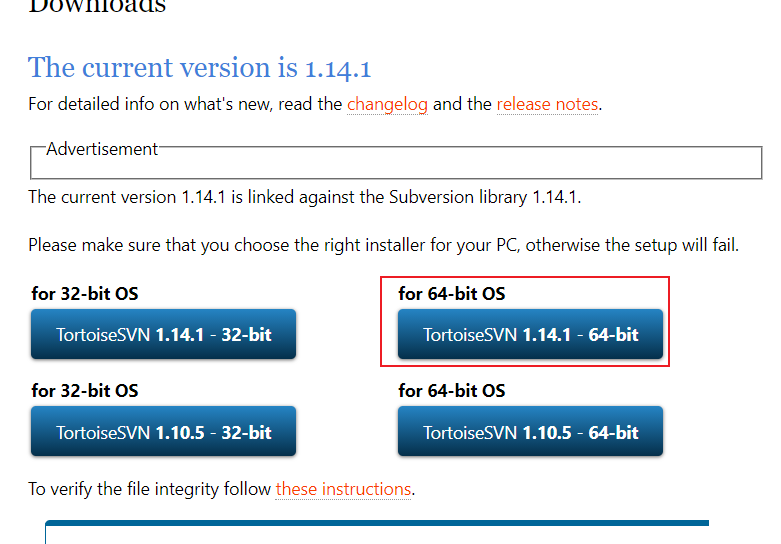 Downloads
The current version is 1.14.1
For detailed info on what's new, read the changelog and the release notes.
Advertisement
The current version 1.14.1 is linked against the Subversion library 1.14.1.
Please make sure that you choose the right installer for your PC, otherwise the setup will fail.
for 32-bit OS
for 64-bit OS
TortoiseSVN 1.14.1 - 32-bit
TortoiseSVN 1.14.1 - 64-bit
for 32-bit OS
for 64-bit OS
TortoiseSVN 1.10.5 - 32-bit
TortoiseSVN 1.10.5 - 64-bit
To verify the file integrity follow these instructions.